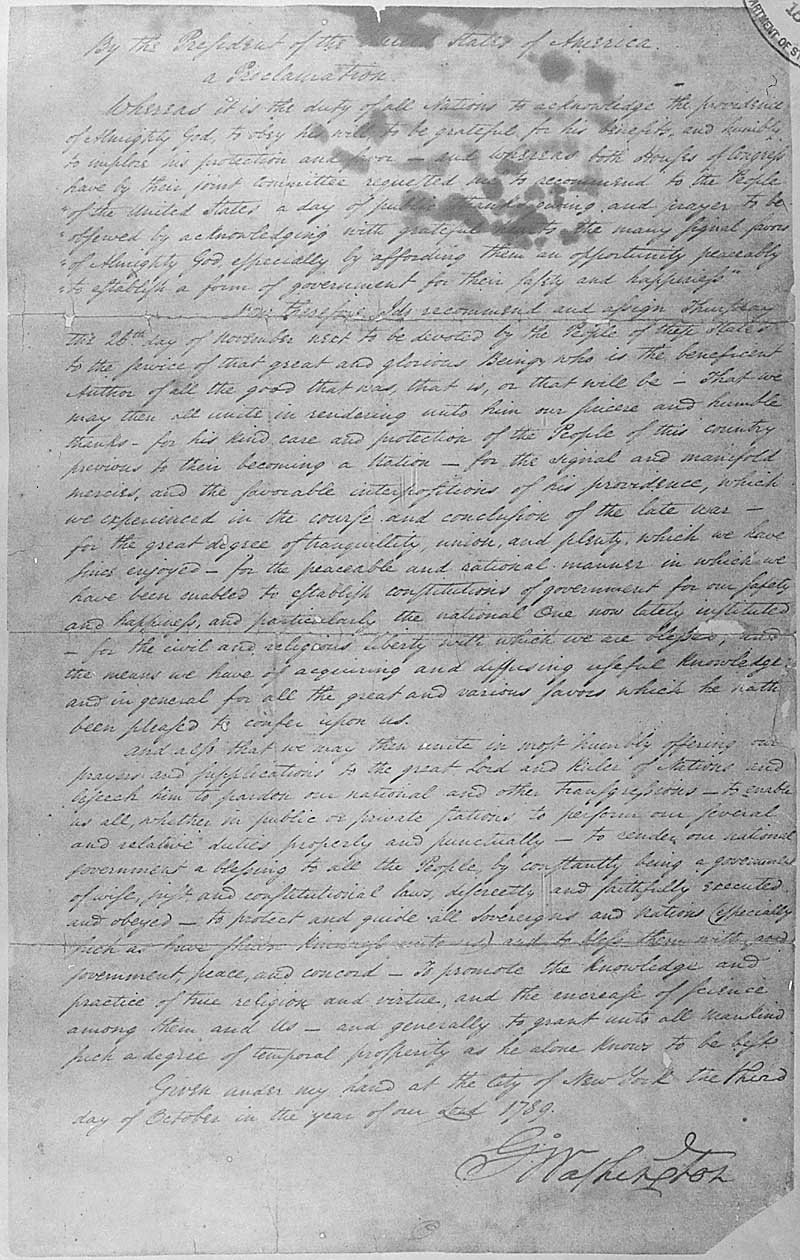 By the President of the United States of America.
a Proclamation.
Whereas it is the duty of all Nations to acknowledge the providence
of Almighty God, to obey his will, to be grateful for his benefits, and humbly
to implore his protection and favor – and whereas both Houses of Congress
have by their joint Committee requested me "to recommend to the People
"of the United States a day of public thanksgiving and prayer to be
"observed by acknowledging with grateful hearts the many signal favors
"of Almighty God, especially by affording them an opportunity peaceably
"to establish a form of government for their safety and happiness"
Now therefore I do recommend and assign Thursday
the 26th day of November next to be devoted by the People of these States
to the service of that great and glorious Being, who is the beneficent
Author of all the good that was, that is, or that will be – That we
may then all unite in rendering unto him our sincere and humble
thanks – for his kind care and protection of the People of this country
previous to their becoming a Nation – for the signal and manifold
mercies, and the favorable interpositions of his providence, which
we experienced in the course and conclusion of the late war –
for the great degree of tranquillity, union, and plenty, which we have
since enjoyed – for the peaceable and rational manner in which we
have been enabled to establish constitutions of government for our safety
and happiness, and particularly the national One now lately instituted
– for the civil and religious liberty with which we are blessed, and
the means we have of acquiring and diffusing useful knowledge;
and in general for all the great and various favors which he hath
been pleased to confer upon us.
And also that we may then unite in most humbly offering our
prayers and supplications to the great Lord and Ruler of Nations and
beseech him to pardon our national and other transgressions – to enable
us all, whether in public or private stations, to perform our several
and relative duties properly and punctually – to render our national
government a blessing to all the People, by constantly being a government
of wise, just and constitutional laws, discreetly and faithfully executed
and obeyed – to protect and guide all Sovereigns and Nations (especially
such as have shewn kindness unto us) and to bless them with good
government, peace, and concord – To promote the knowledge and
practice of true religion and virtue, and the encrease of science
among them and Us – and generally to grant unto all Mankind
such a degree of temporal prosperity as he alone knows to be best.
Given under my hand at the City of New York the third
day of October in the year of our Lord 1789.
Go Washington